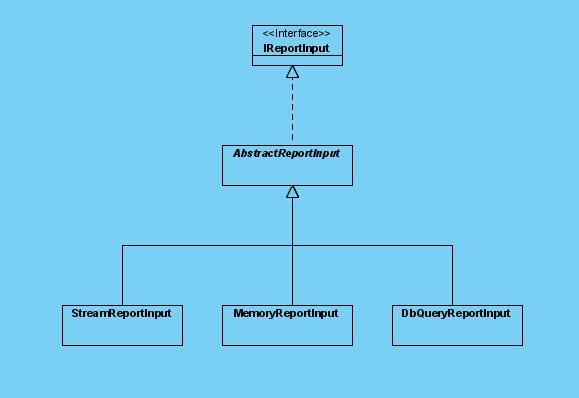 <<Interface>>
IReportInput
AbstractReportInput
StreamReportInput
MemoryReportInput
DbQueryReportInput